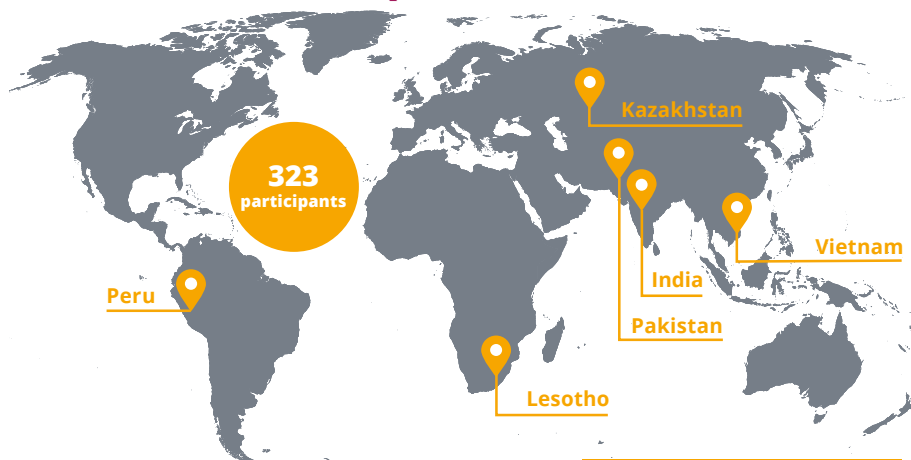 Kazakhstan
323
participants
Vietnam
India
Peru
Pakistan
Lesotho